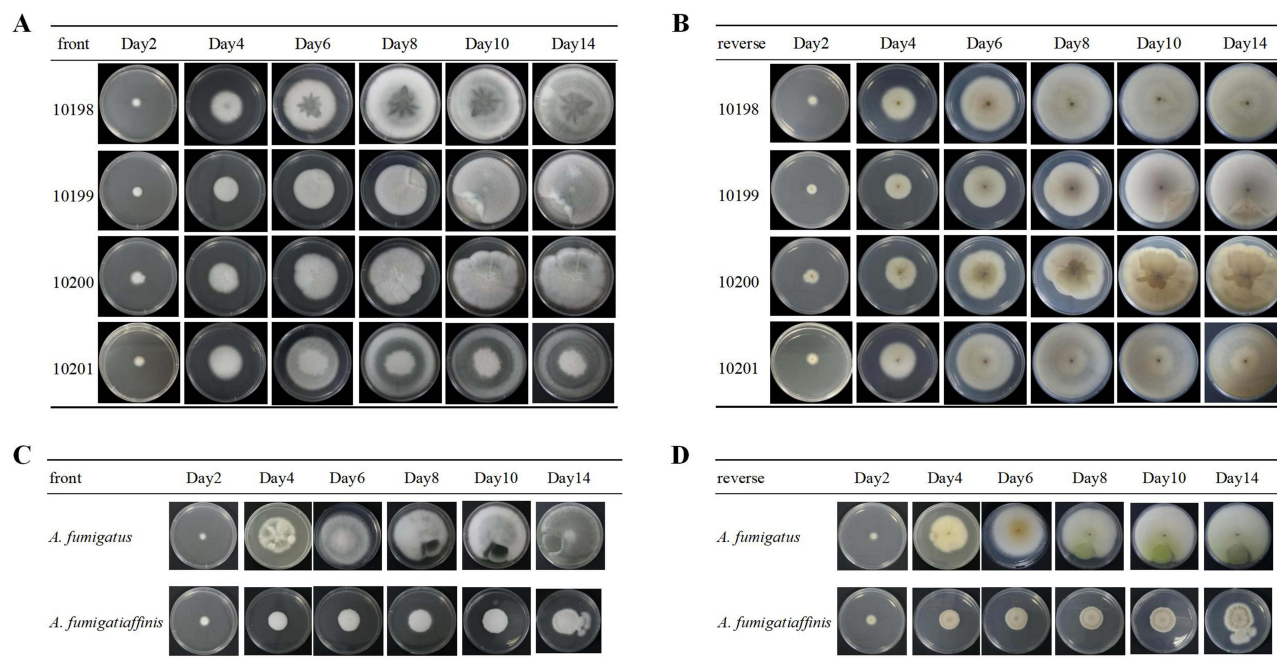 A
front Day2 Day4 Day6 Day8 Day10 Day14
10198
10199
10200
10201
B
reverse Day2 Day4 Day6 Day8 Day10 Day14
10198
10199
10200
10201
C
front Day2 Day4 Day6 Day8 Day10 Day14
A. fumigatus
A. fumigatiaffinis
D
reverse Day2 Day4 Day6 Day8 Day10 Day14
A. fumigatus
A. fumigatiaffinis